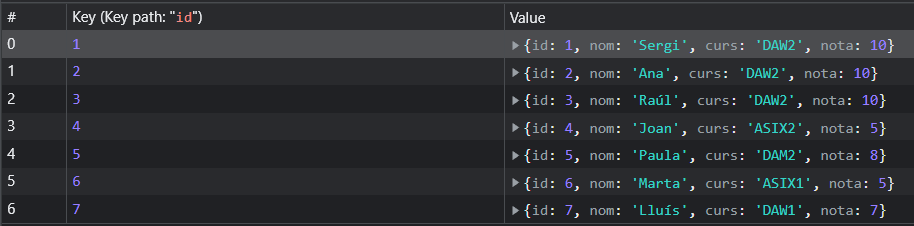 # Key (Key path: "id") Value
0 1 ▶{id: 1, nom: 'Sergi', curs: 'DAW2', nota: 10}
1 2 ▶{id: 2, nom: 'Ana', curs: 'DAW2', nota: 10}
2 3 ▶{id: 3, nom: 'Raúl', curs: 'DAW2', nota: 10}
3 4 ▶{id: 4, nom: 'Joan', curs: 'ASIX2', nota: 5}
4 5 ▶{id: 5, nom: 'Paula', curs: 'DAM2', nota: 8}
5 6 ▶{id: 6, nom: 'Marta', curs: 'ASIX1', nota: 5}
6 7 ▶{id: 7, nom: 'Lluís', curs: 'DAW1', nota: 7}